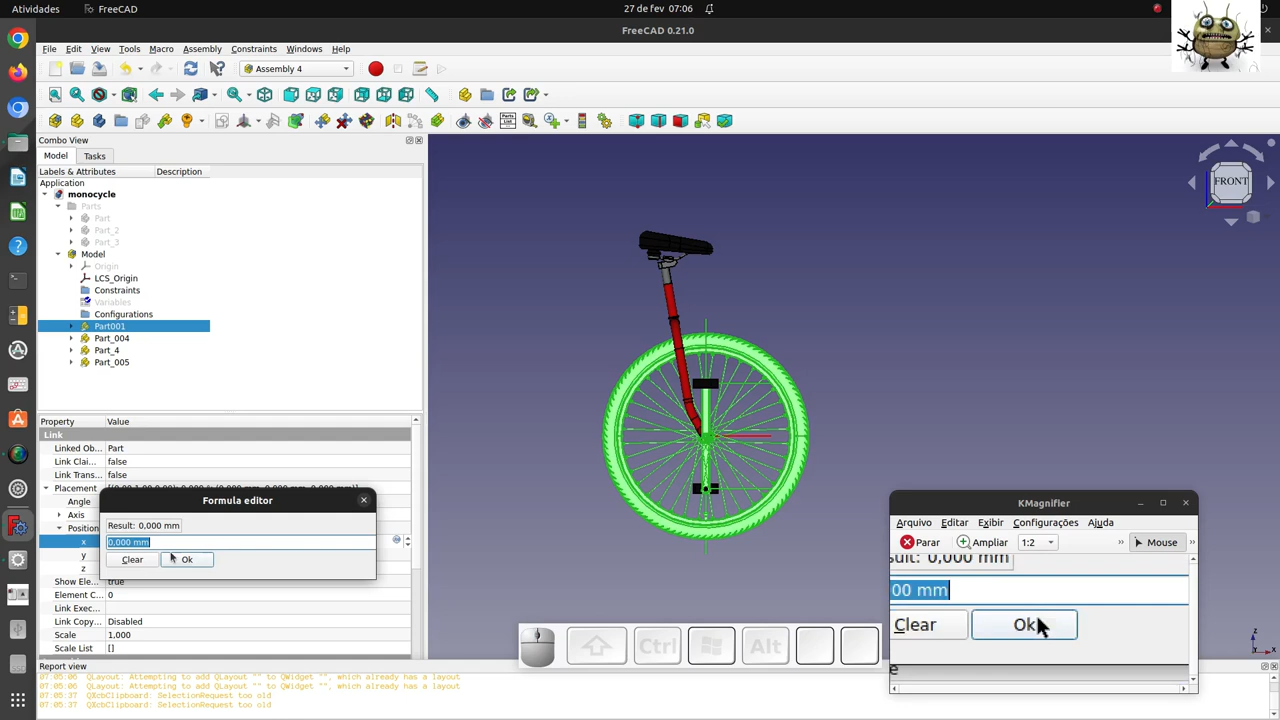 Atividades
FreeCAD
27 de fev 07:06
FreeCAD 0.21.0
File Edit View Tools Macro Assembly Constraints Windows Help
Assembly 4
Combo View
Model Tasks
Labels & Attributes Description
Application
monocycle
Parts
Part
Part_2
Part_3
Model
Origin
LCS_Origin
Constraints
Variables
Configurations
Part001
Part_004
Part_4
Part_005
Property Value
Link
Linked Ob... Part
Link Clai... false
Link Trans... false
Placement
Angle
Axis
Position
x
y
z
Show Ele... true
Element C... 0
Link Exec...
Link Copy... Disabled
Scale 1,000
Scale List []
Formula editor
Result: 0,000 mm
0,000 mm
Clear Ok
FRONT
KMagnifier
Arquivo Editar Exibir Configurações Ajuda
Parar Ampliar 1:2 Mouse
sult: 0,000 mm
00 mm
Clear Ok
e
Ctrl Alt
Report view
07:05:06 QLayout: Attempting to add QLayout "" to QWidget "", which already has a layout
07:05:06 QLayout: Attempting to add QLayout "" to QWidget "", which already has a layout
07:05:37 QXcbClipboard: SelectionRequest too old
07:05:37 QXcbClipboard: SelectionRequest too old